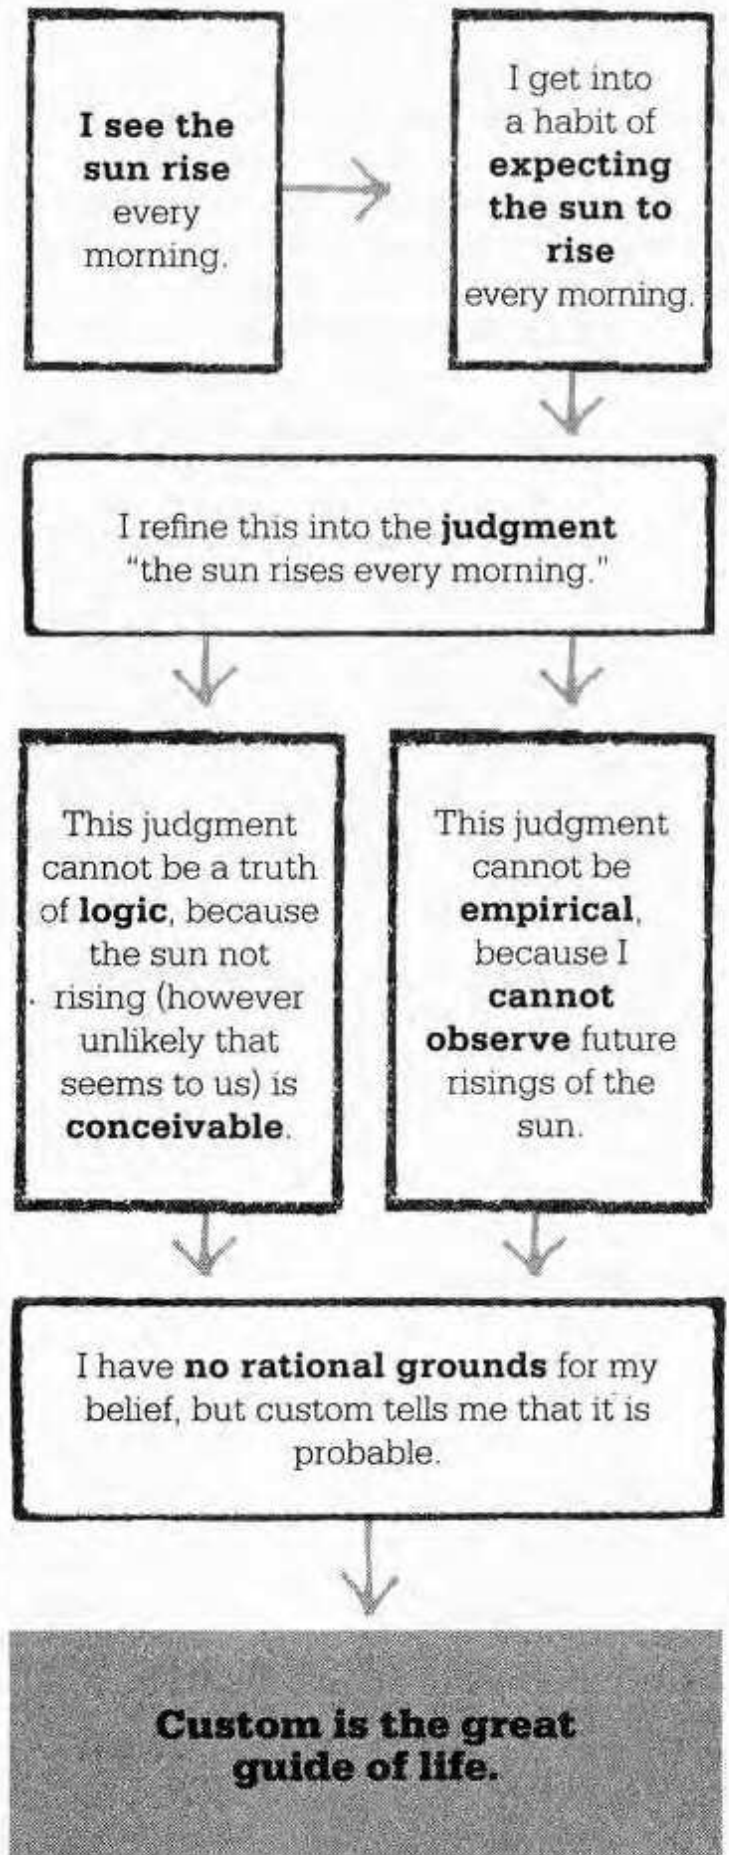 I see the
sun rise
every
morning.
I get into
a habit of
expecting
the sun to
rise
every morning.
I refine this into the judgment
“the sun rises every morning.”
This judgment
cannot be a truth
of logic, because
the sun not
rising (however
unlikely that
seems to us) is
conceivable.
This judgment
cannot be
empirical,
because I
cannot
observe future
risings of the
sun.
I have no rational grounds for my
belief, but custom tells me that it is
probable.
Custom is the great
guide of life.